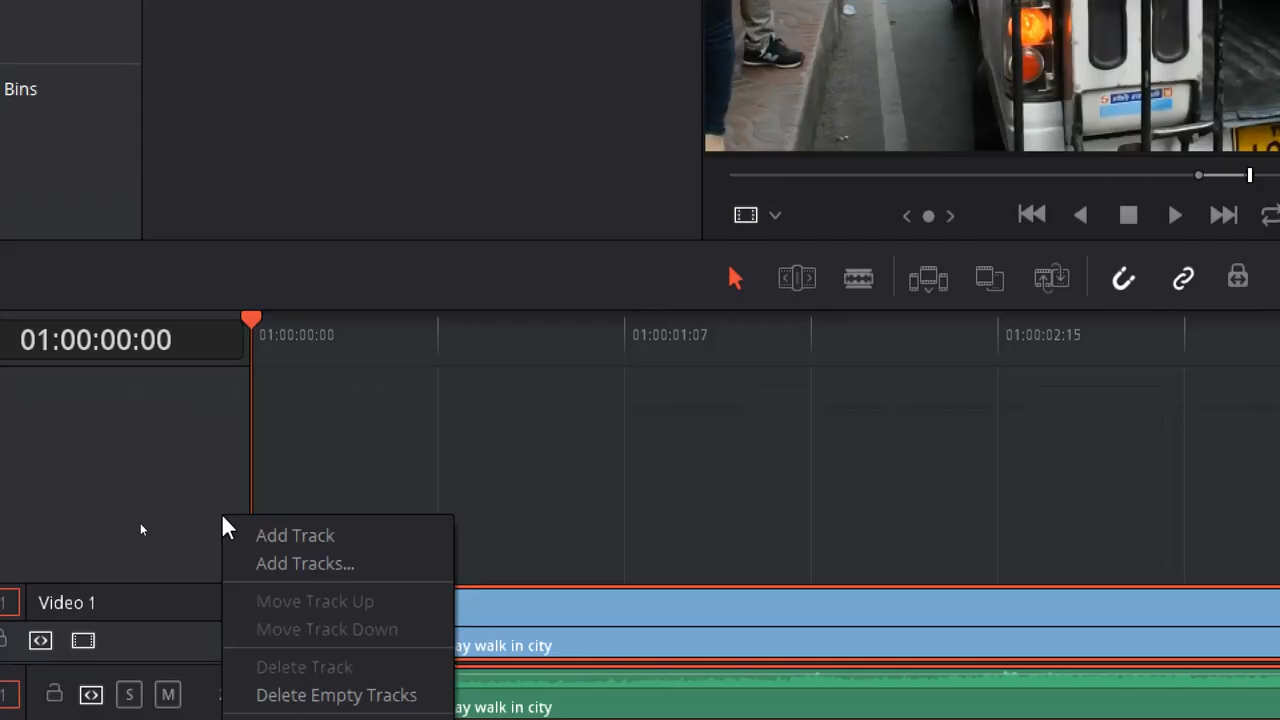 Bins
01:00:00:00
01:00:00:00
01:00:01:07
01:00:02:15
Add Track
Add Tracks...
Move Track Up
Move Track Down
Delete Track
Delete Empty Tracks
1
Video 1
ay walk in city
1
S
M
ay walk in city